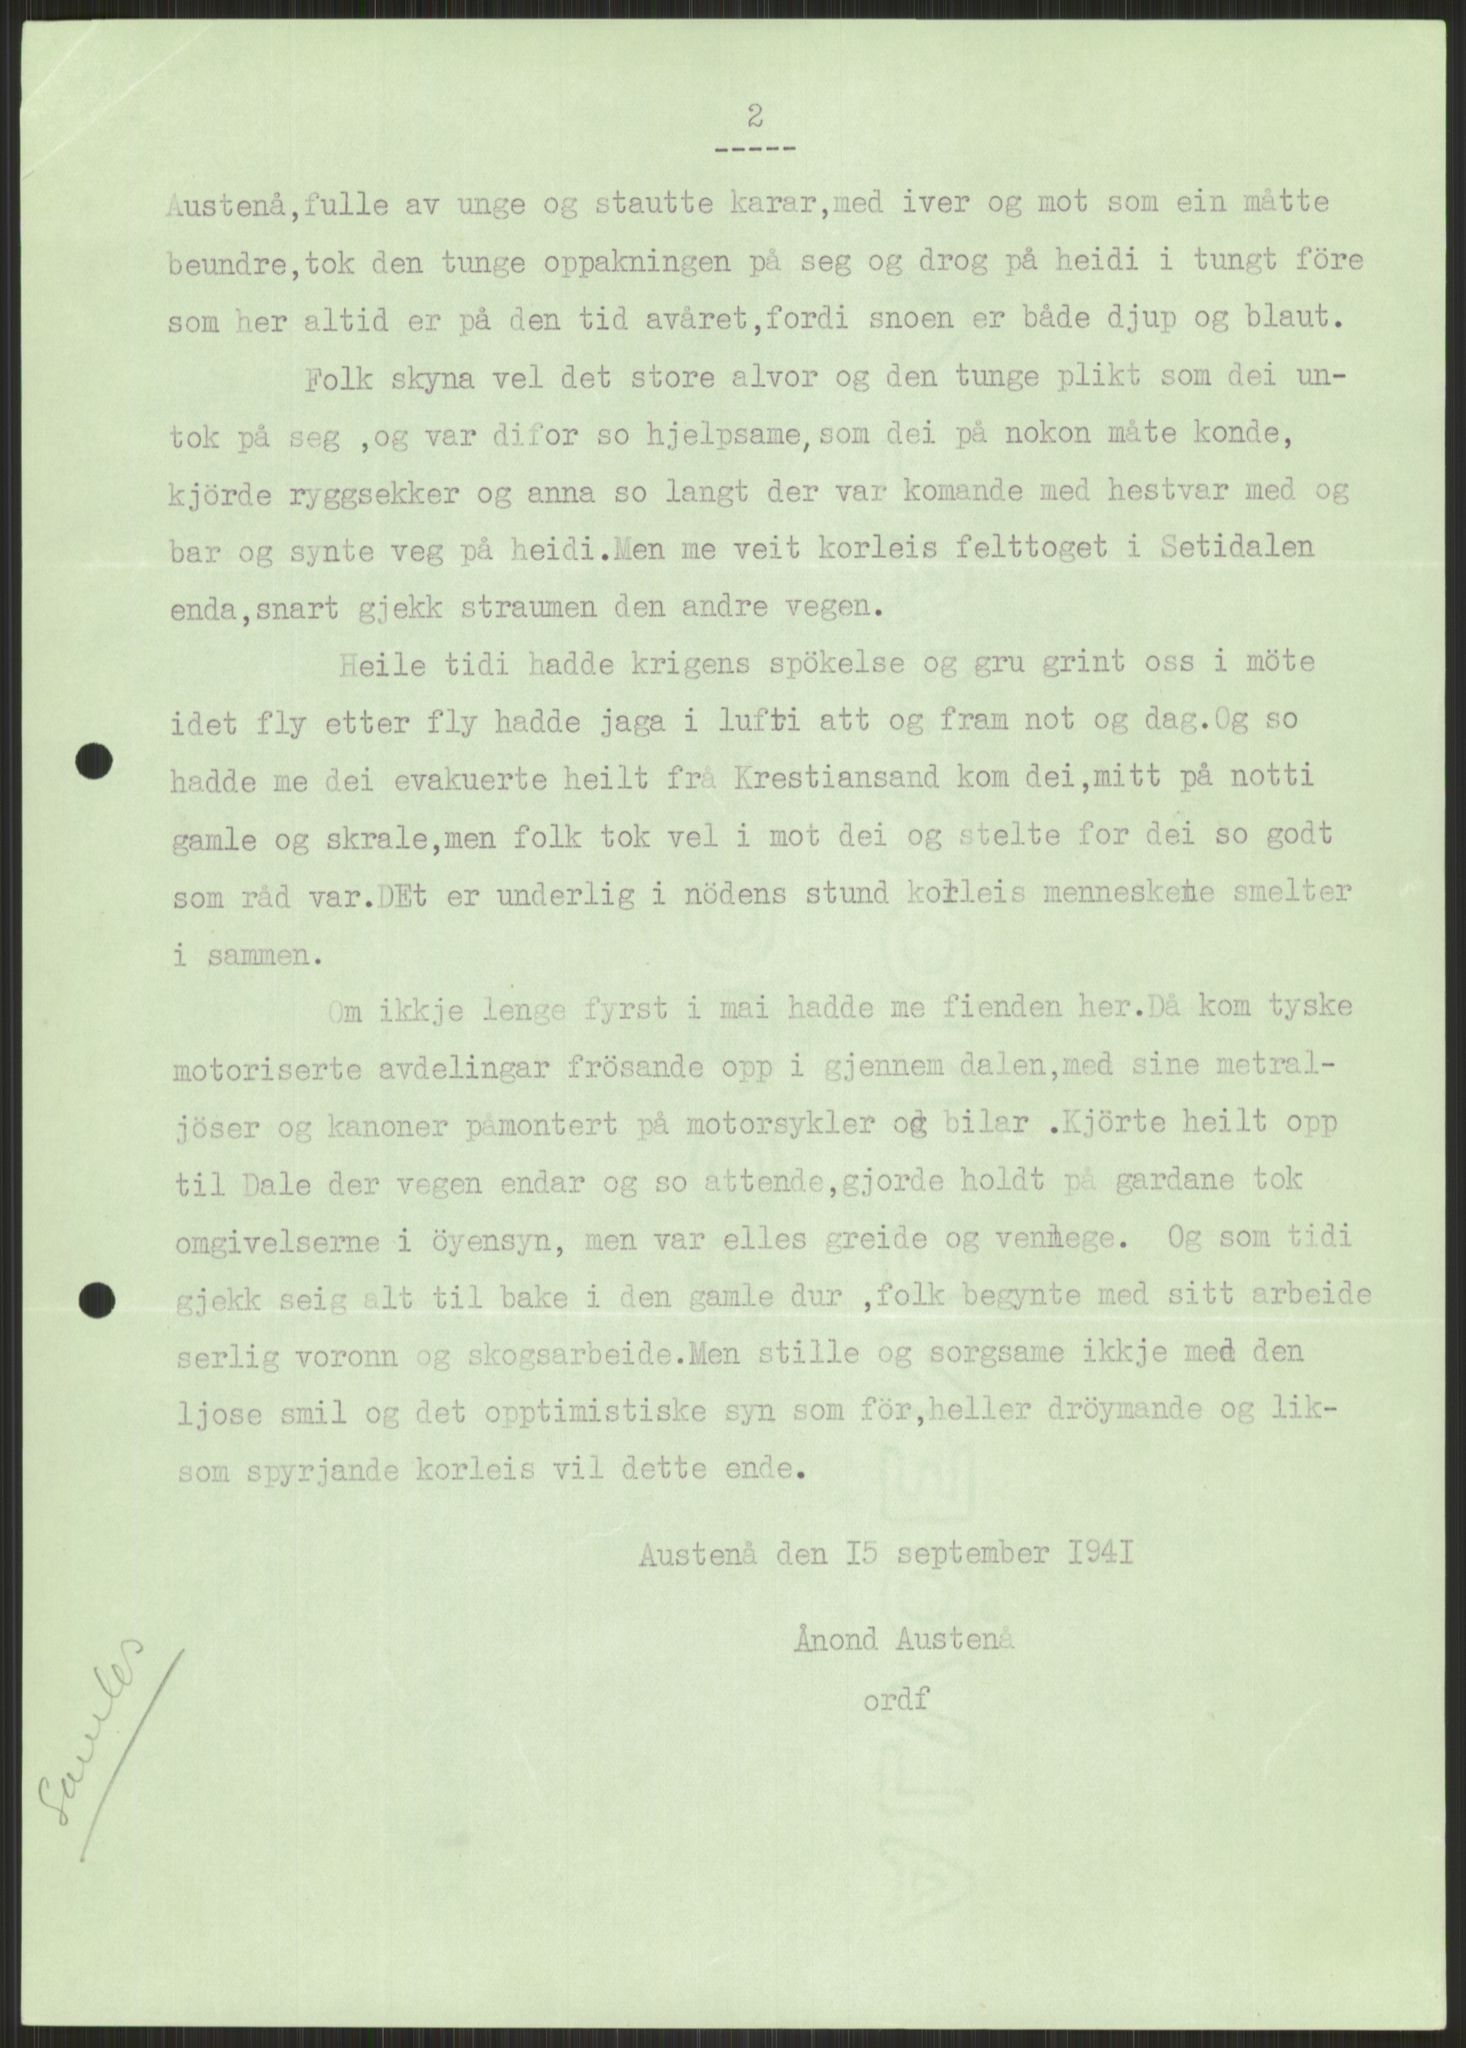 2
-----
Austenå,fulle av unge og stautte karar,med iver og mot som ein måtte
beundre,tok den tunge oppakningen på seg og drog på heidi i tungt före
som her altid er på den tid avåret,fordi snoen er både djup og blaut.
Folk skyna vel det store alvor og den tunge plikt som dei un-
tok på seg ,og var difor so hjelpsame,som dei på nokon måte konde,
kjörde ryggsekker og anna so langt der var komande med hestvar med og
bar og synte veg på heidi.Men me veit korleis felttoget i Setidalen
enda,snart gjekk straumen den andre vegen.
Heile tidi hadde krigens spökelse og gru grint oss i möte
idet fly etter fly hadde jaga i lufti att og fram not og dag.Og so
hadde me dei evakuerte heilt frå Krestiansand kom dei,mitt på notti
gamle og skrale,men folk tok vel i mot dei og stelte for dei so godt
som råd var.DEt er underlig i nödens stund korleis menneskene smelter
i sammen.
Om ikkje lenge fyrst i mai hadde me fienden her.Då kom tyske
motoriserte avdelingar frösande opp i gjennem dalen,med sine metral-
jöser og kanoner påmontert på motorsykler og bilar .Kjörte heilt opp
til Dale der vegen endar og so attende,gjorde holdt på gardane tok
omgivelserne i öyensyn, men var elles greide og venlege. Og som tidi
gjekk seig alt til bake i den gamle dur ,folk begynte med sitt arbeide
serlig voronn og skogsarbeide.Men stille og sorgsame ikkje med den
ljose smil og det opptimistiske syn som för,heller dröymande og lik-
som spyrjande korleis vil dette ende.
Austenå den I5 september I94I
Ånond Austenå
ordf